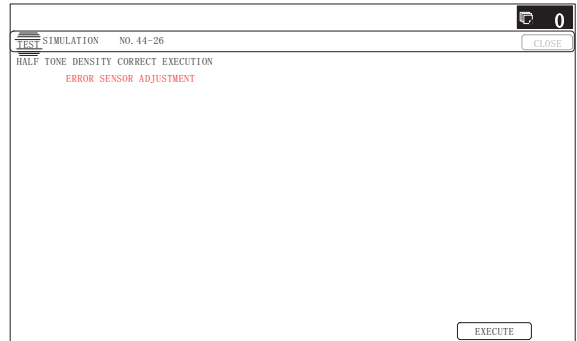 0
TEST SIMULATION NO. 44-26 CLOSE
HALF TONE DENSITY CORRECT EXECUTION
ERROR SENSOR ADJUSTMENT
EXECUTE